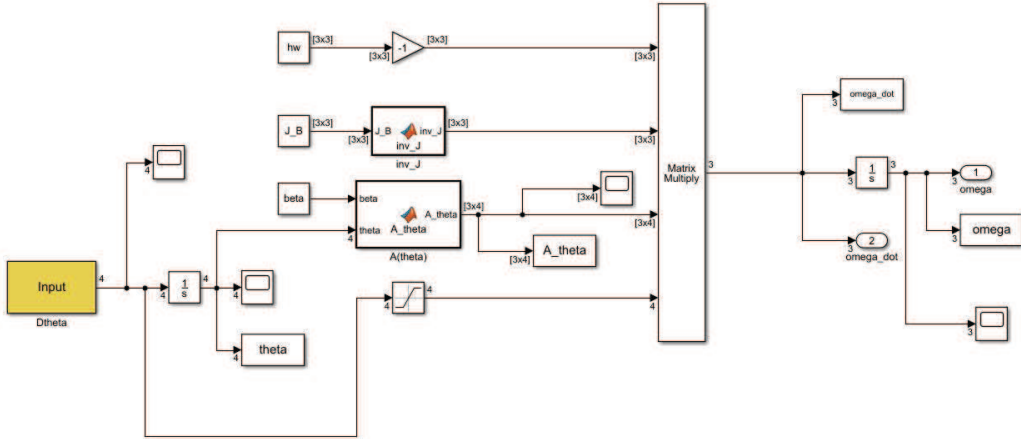 hw
[3x3]
[3x3]
-1
[3x3]
[3x3]
J_B
[3x3]
[3x3]
J_B
inv_J
inv_J
[3x3]
inv_J
[3x3]
4
beta
beta
theta
4
A_theta
A_theta
A(theta)
[3x4]
[3x4]
[3x4]
A_theta
[3x4]
Input
Dtheta
4
4
1
s
4
4
4
theta
4
4
4
Matrix
Multiply
3
omega_dot
3
3
1
s
3
1
3
omega
omega
3
2
3
omega_dot
3